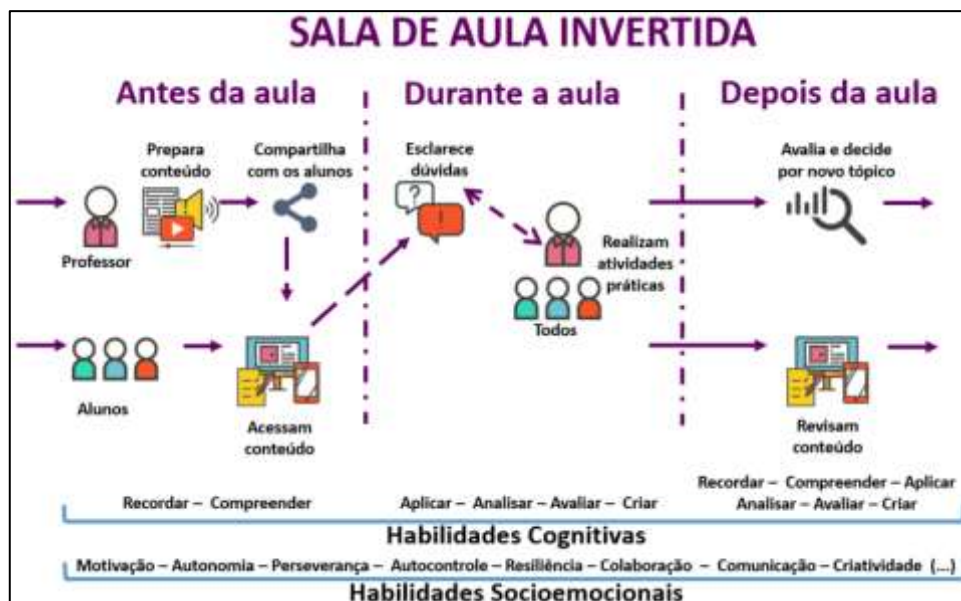 SALA DE AULA INVERTIDA
Antes da aula
Durante a aula
Depois da aula
Prepara
conteúdo
Compartilha
com os alunos
Esclarece
dúvidas
Avalia e decide
por novo tópico
?
!
Professor
Realizam
atividades
práticas
Todos
Alunos
Acessam
conteúdo
Revisam
conteúdo
Recordar – Compreender
Aplicar – Analisar – Avaliar – Criar
Recordar – Compreender – Aplicar
Analisar – Avaliar – Criar
Habilidades Cognitivas
Motivação – Autonomia – Perseverança – Autocontrole – Resiliência – Colaboração – Comunicação – Criatividade (...)
Habilidades Socioemocionais